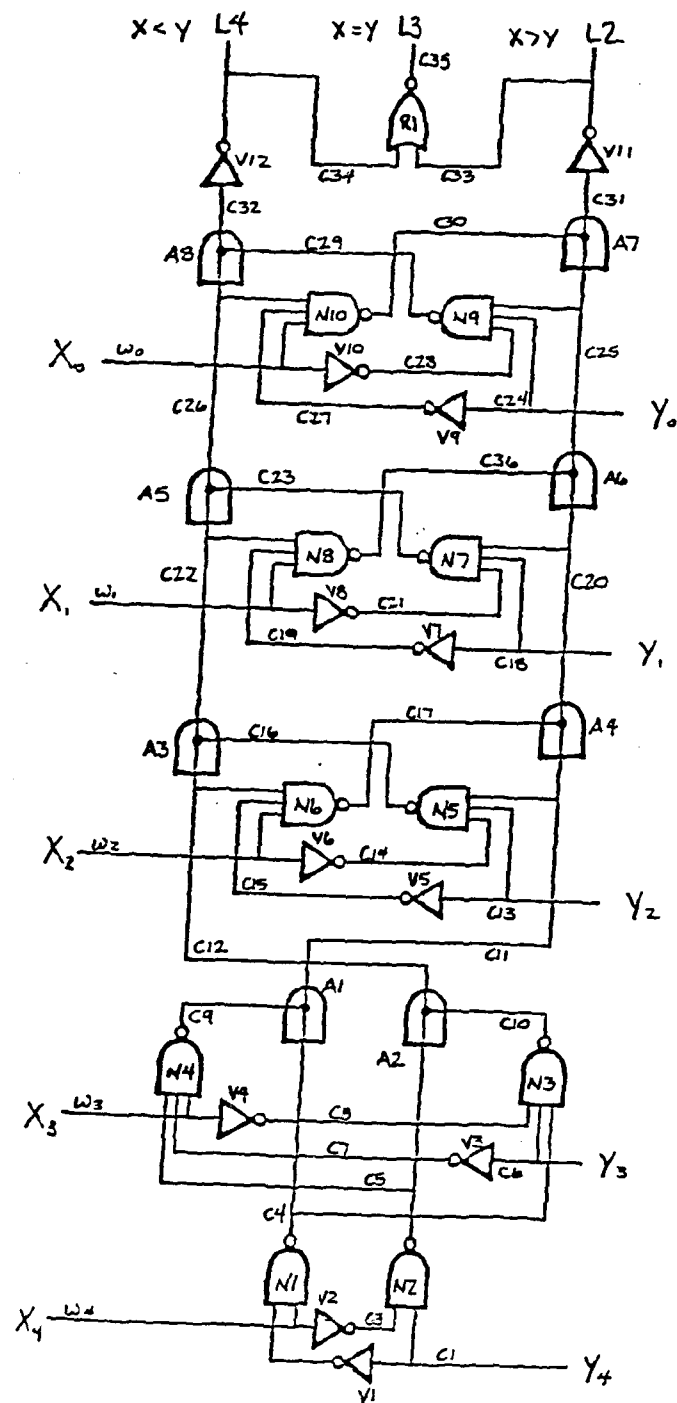 X < Y L4 X = Y L3 X > Y L2
C35
R1
V12 C34 C33 V11
C32 C31
A8 C29 C30 A7
N10 N9
X0 W0 V10 C28 C25
C26 C27 C24 Y0
V9
A5 C23 C36 A6
N8 N7
C22 V8 C20
X1 W1 C21 V7
C19 C18 Y1
A3 C16 C17 A4
N6 N5
X2 W2 V6 C14
C15 V5 C13 Y2
C12 C11
C9 A1 C10
A2
N4 V4 N3
X3 W3 C8
C7 V3 C6 Y3
C5
C4
N1 V2 N2
X4 W4 C3
C1 Y4
V1